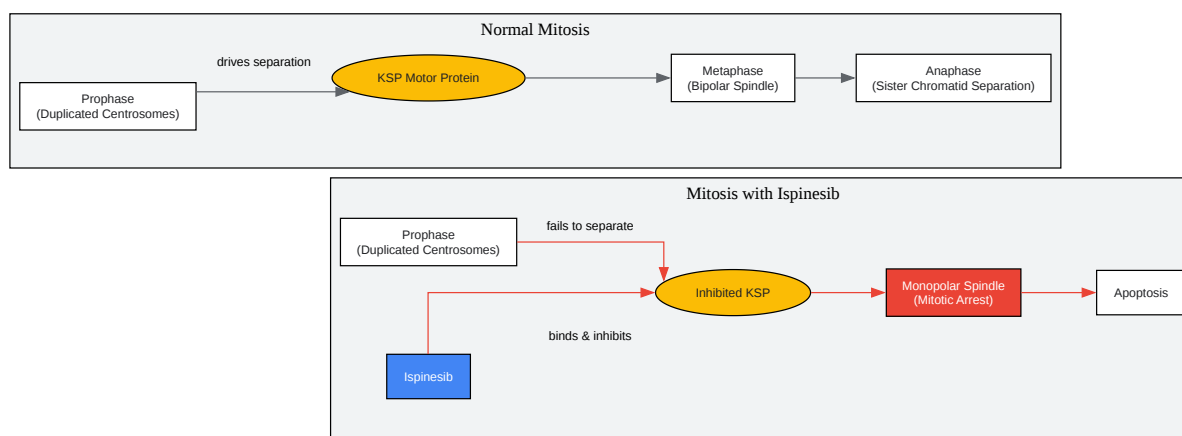 Normal Mitosis
drives separation
Prophase
(Duplicated Centrosomes)
KSP Motor Protein
Metaphase
(Bipolar Spindle)
Anaphase
(Sister Chromatid Separation)
Mitosis with Ispinesib
Prophase
(Duplicated Centrosomes)
fails to separate
Inhibited KSP
Monopolar Spindle
(Mitotic Arrest)
Apoptosis
binds & inhibits
Ispinesib